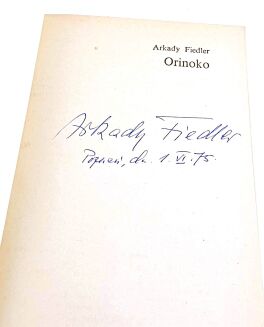 Arkady Fiedler
Orinoko
Arkady Fiedler
Poznań, dn. 1. VI. 75.